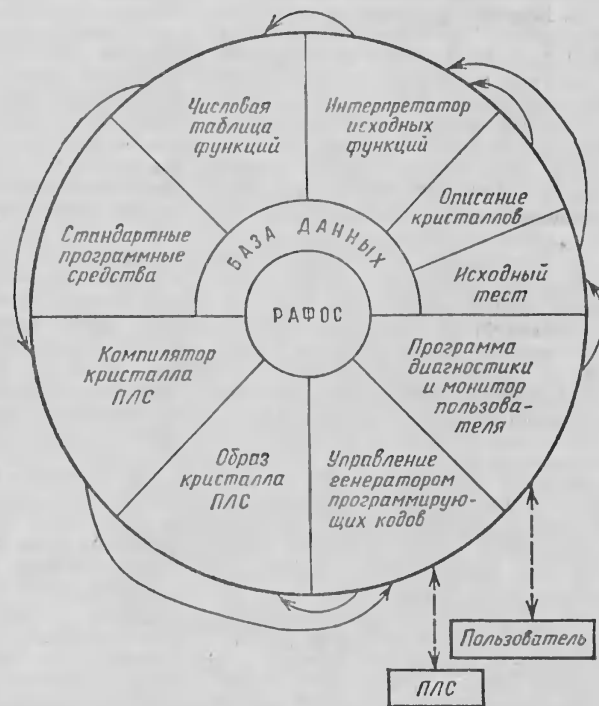 Числовая
таблица
функций
Интерпретатор
исходных
функций
Описание
кристаллов
Исходный
тест
Стандартные
программные
средства
БАЗА ДАННЫХ
РАФОС
Компилятор
кристалла
ПЛС
Программа
диагностики
и монитор
пользова-
теля
Образ
кристалла
ПЛС
Управление
генератором
программирую-
щих кодов
Пользователь
ПЛС